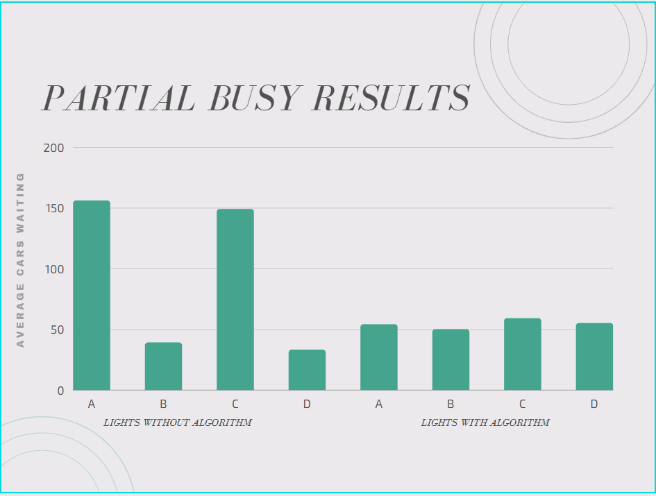 PARTIAL BUSY RESULTS
AVERAGE CARS WAITING
200
150
100
50
0
A B C D A B C D
LIGHTS WITHOUT ALGORITHM LIGHTS WITH ALGORITHM